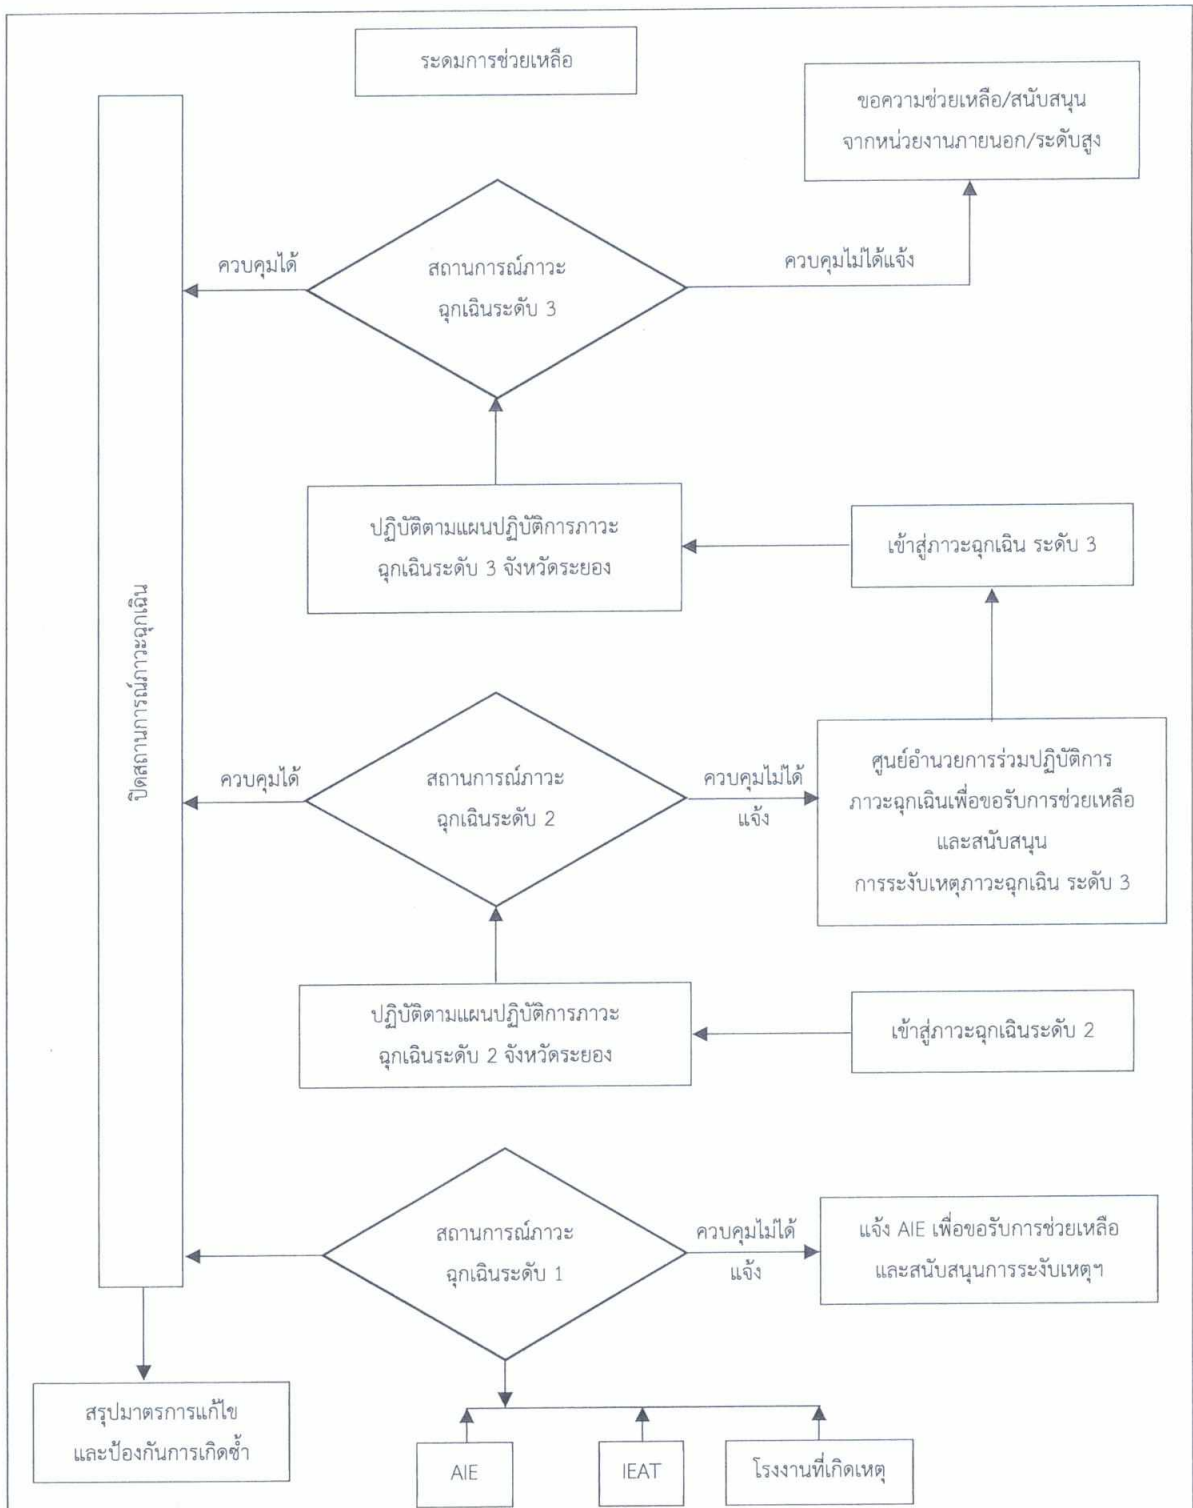 ระดมการช่วยเหลือ
ขอความช่วยเหลือ/สนับสนุน
จากหน่วยงานภายนอก/ระดับสูง
ควบคุมได้
สถานการณ์ภาวะ
ฉุกเฉินระดับ 3
ควบคุมไม่ได้แจ้ง
ปฏิบัติตามแผนปฏิบัติการภาวะ
ฉุกเฉินระดับ 3 จังหวัดระยอง
เข้าสู่ภาวะฉุกเฉิน ระดับ 3
ปิดสถานการณ์ภาวะฉุกเฉิน
ควบคุมได้
สถานการณ์ภาวะ
ฉุกเฉินระดับ 2
ควบคุมไม่ได้
แจ้ง
ศูนย์อำนวยการร่วมปฏิบัติการ
ภาวะฉุกเฉินเพื่อขอรับการช่วยเหลือ
และสนับสนุน
การระงับเหตุภาวะฉุกเฉิน ระดับ 3
ปฏิบัติตามแผนปฏิบัติการภาวะ
ฉุกเฉินระดับ 2 จังหวัดระยอง
เข้าสู่ภาวะฉุกเฉินระดับ 2
สถานการณ์ภาวะ
ฉุกเฉินระดับ 1
ควบคุมไม่ได้
แจ้ง
แจ้ง AIE เพื่อขอรับการช่วยเหลือ
และสนับสนุนการระงับเหตุฯ
สรุปมาตรการแก้ไข
และป้องกันการเกิดซ้ำ
AIE
IEAT
โรงงานที่เกิดเหตุ